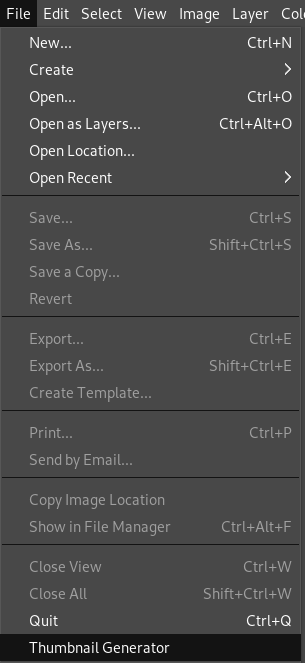 File Edit Select View Image Layer
New... Ctrl+N
Create
Open... Ctrl+O
Open as Layers... Ctrl+Alt+O
Open Location...
Open Recent
Save... Ctrl+S
Save As... Shift+Ctrl+S
Save a Copy...
Revert
Export... Ctrl+E
Export As... Shift+Ctrl+E
Create Template...
Print... Ctrl+P
Send by Email...
Copy Image Location
Show in File Manager Ctrl+Alt+F
Close View Ctrl+W
Close All Shift+Ctrl+W
Quit Ctrl+Q
Thumbnail Generator